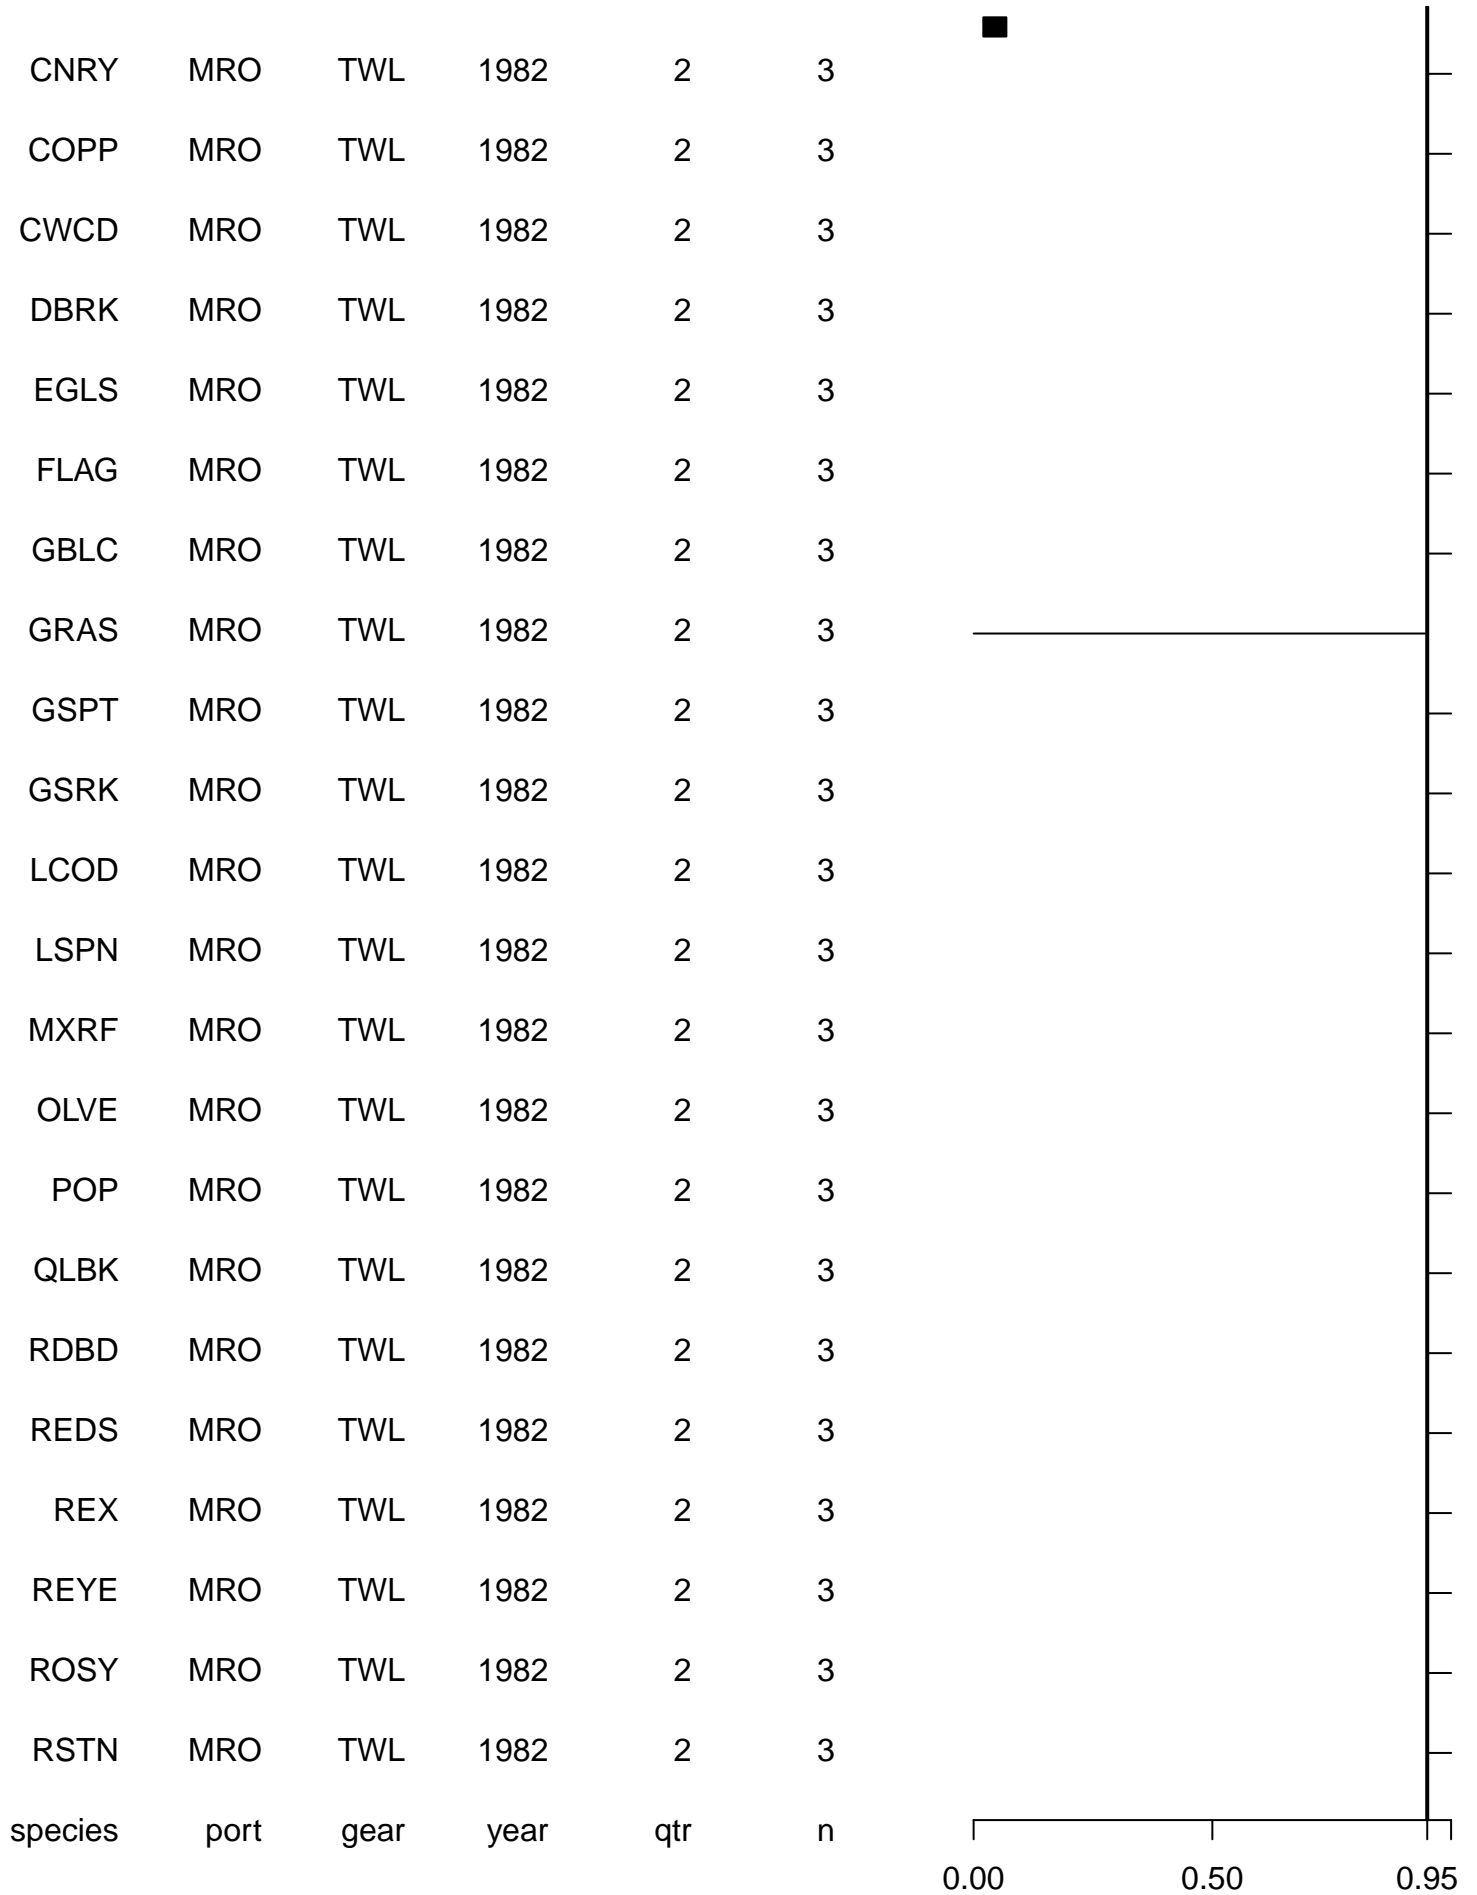 CNRY MRO TWL 1982 2 3
COPP MRO TWL 1982 2 3
CWCD MRO TWL 1982 2 3
DBRK MRO TWL 1982 2 3
EGLS MRO TWL 1982 2 3
FLAG MRO TWL 1982 2 3
GBLC MRO TWL 1982 2 3
GRAS MRO TWL 1982 2 3
GSPT MRO TWL 1982 2 3
GSRK MRO TWL 1982 2 3
LCOD MRO TWL 1982 2 3
LSPN MRO TWL 1982 2 3
MXRF MRO TWL 1982 2 3
OLVE MRO TWL 1982 2 3
POP MRO TWL 1982 2 3
QLBK MRO TWL 1982 2 3
RDBD MRO TWL 1982 2 3
REDS MRO TWL 1982 2 3
REX MRO TWL 1982 2 3
REYE MRO TWL 1982 2 3
ROSY MRO TWL 1982 2 3
RSTN MRO TWL 1982 2 3
species port gear year qtr n
0.00 0.50 0.95